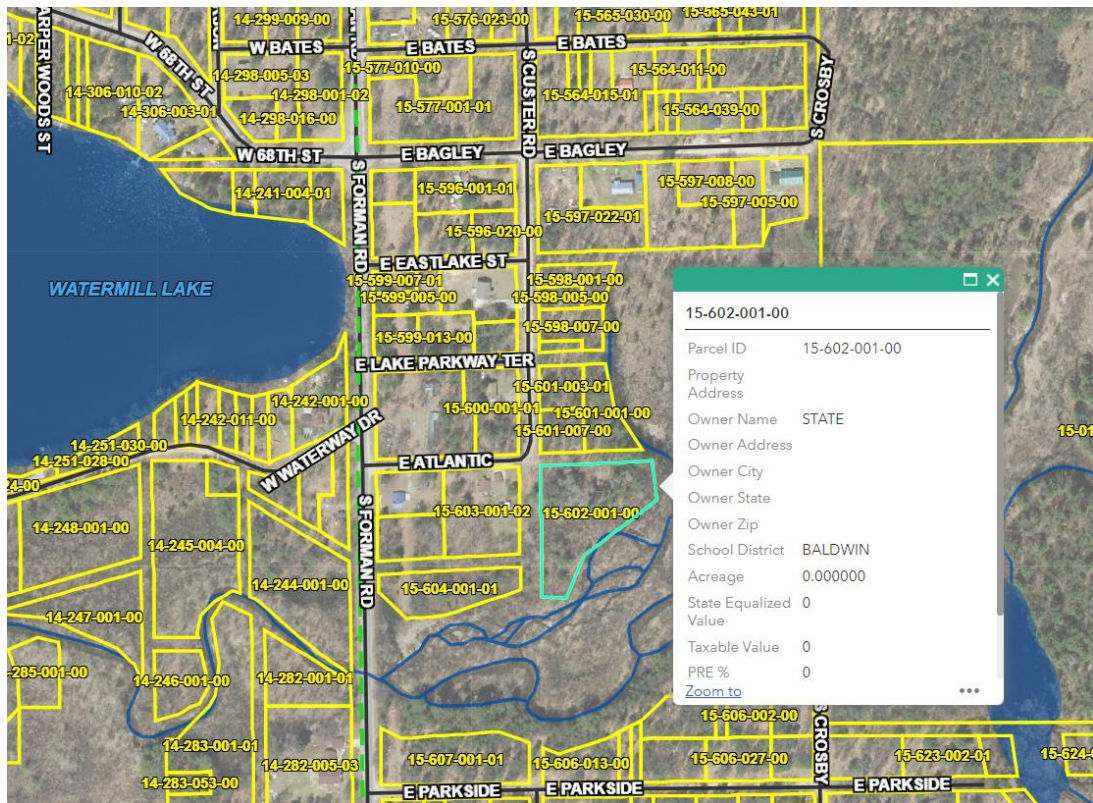 14-299-009-00
15-576-023-00
15-565-030-00
15-565-043-01
W BATES
E BATES
E BATES
W 68TH ST
S CUSTER RD
S CROSBY
14-298-005-03
15-577-010-00
15-564-011-00
14-306-010-02
14-298-001-02
15-577-001-01
15-564-015-01
15-564-039-00
14-306-003-01
14-298-016-00
W 68TH ST
E BAGLEY
E BAGLEY
14-241-004-01
S FORMAN RD
15-596-001-01
15-597-008-00
15-597-005-00
15-597-022-01
15-596-020-00
E EASTLAKE ST
WATERMILL LAKE
15-599-007-01
15-598-001-00
15-599-005-00
15-598-005-00
15-599-013-00
15-598-007-00
E LAKE PARKWAY TER
15-601-003-01
14-242-001-00
15-600-001-01
15-601-001-00
14-242-011-00
15-601-007-00
W WATERWAY DR
14-251-030-00
14-251-028-00
E ATLANTIC
S FORMAN RD
15-603-001-02
15-602-001-00
14-248-001-00
14-245-004-00
14-244-001-00
15-604-001-01
14-247-001-00
-285-001-00
14-246-001-00
14-282-001-01
14-283-001-01
14-282-005-03
14-283-053-00
15-607-001-01
15-606-013-00
15-606-002-00
15-606-027-00
S CROSBY
15-623-002-01
15-624-0
E PARKSIDE
E PARKSIDE
15-602-001-00
Parcel ID 15-602-001-00
Property
Address
Owner Name STATE
Owner Address
Owner City
Owner State
Owner Zip
School District BALDWIN
Acreage 0.000000
State Equalized 0
Value
Taxable Value 0
PRE % 0
Zoom to